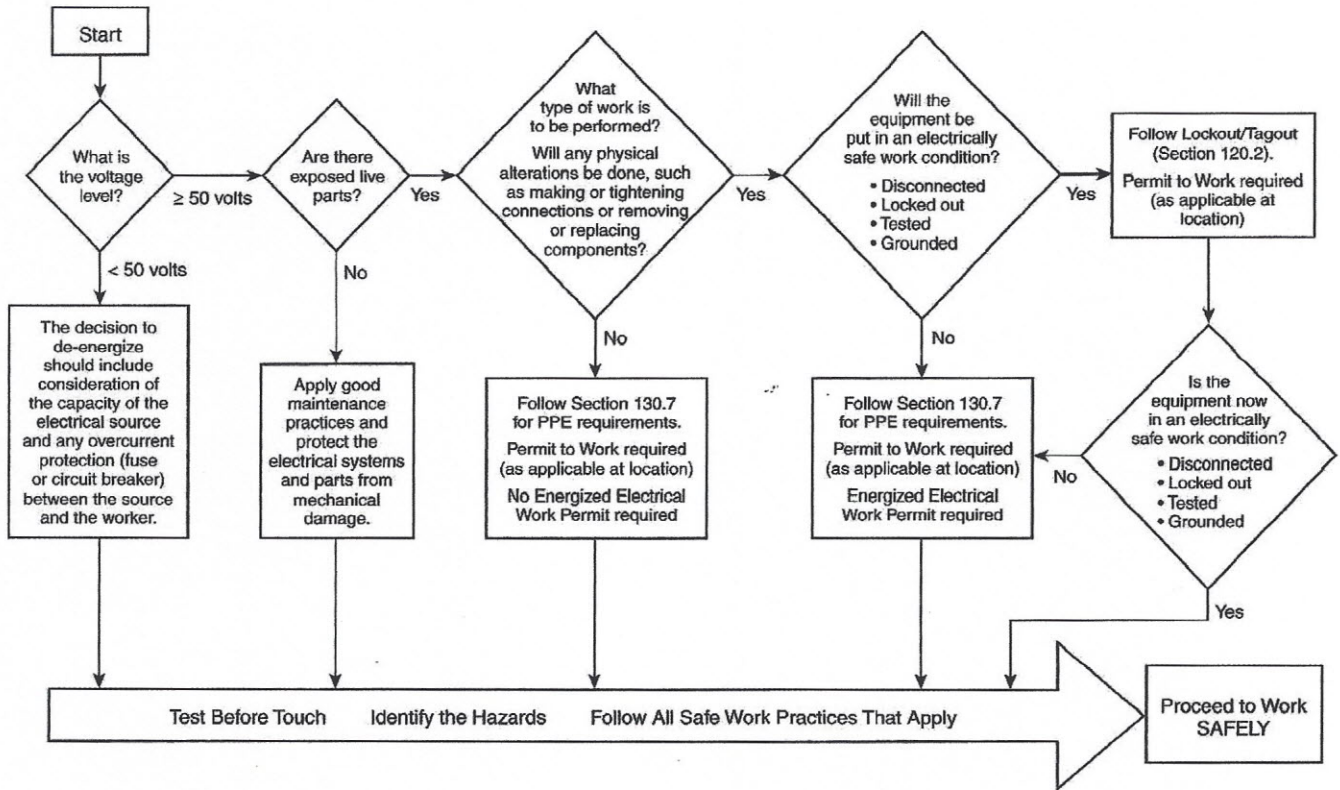 Start
What is
the voltage
level?
≥ 50 volts
< 50 volts
The decision to
de-energize
should include
consideration of
the capacity of the
electrical source
and any overcurrent
protection (fuse
or circuit breaker)
between the source
and the worker.
Are there
exposed live
parts?
Yes
No
Apply good
maintenance
practices and
protect the
electrical systems
and parts from
mechanical
damage.
What
type of work is
to be performed?
Will any physical
alterations be done, such
as making or tightening
connections or removing
or replacing
components?
Yes
No
Follow Section 130.7
for PPE requirements.
Permit to Work required
(as applicable at location)
No Energized Electrical
Work Permit required
Will the
equipment be
put in an electrically
safe work condition?
• Disconnected
• Locked out
• Tested
• Grounded
Yes
No
Follow Section 130.7
for PPE requirements.
Permit to Work required
(as applicable at location)
Energized Electrical
Work Permit required
Follow Lockout/Tagout
(Section 120.2).
Permit to Work required
(as applicable at
location)
Is the
equipment now
in an electrically
safe work condition?
• Disconnected
• Locked out
• Tested
• Grounded
No
Yes
Test Before Touch Identify the Hazards Follow All Safe Work Practices That Apply
Proceed to Work
SAFELY